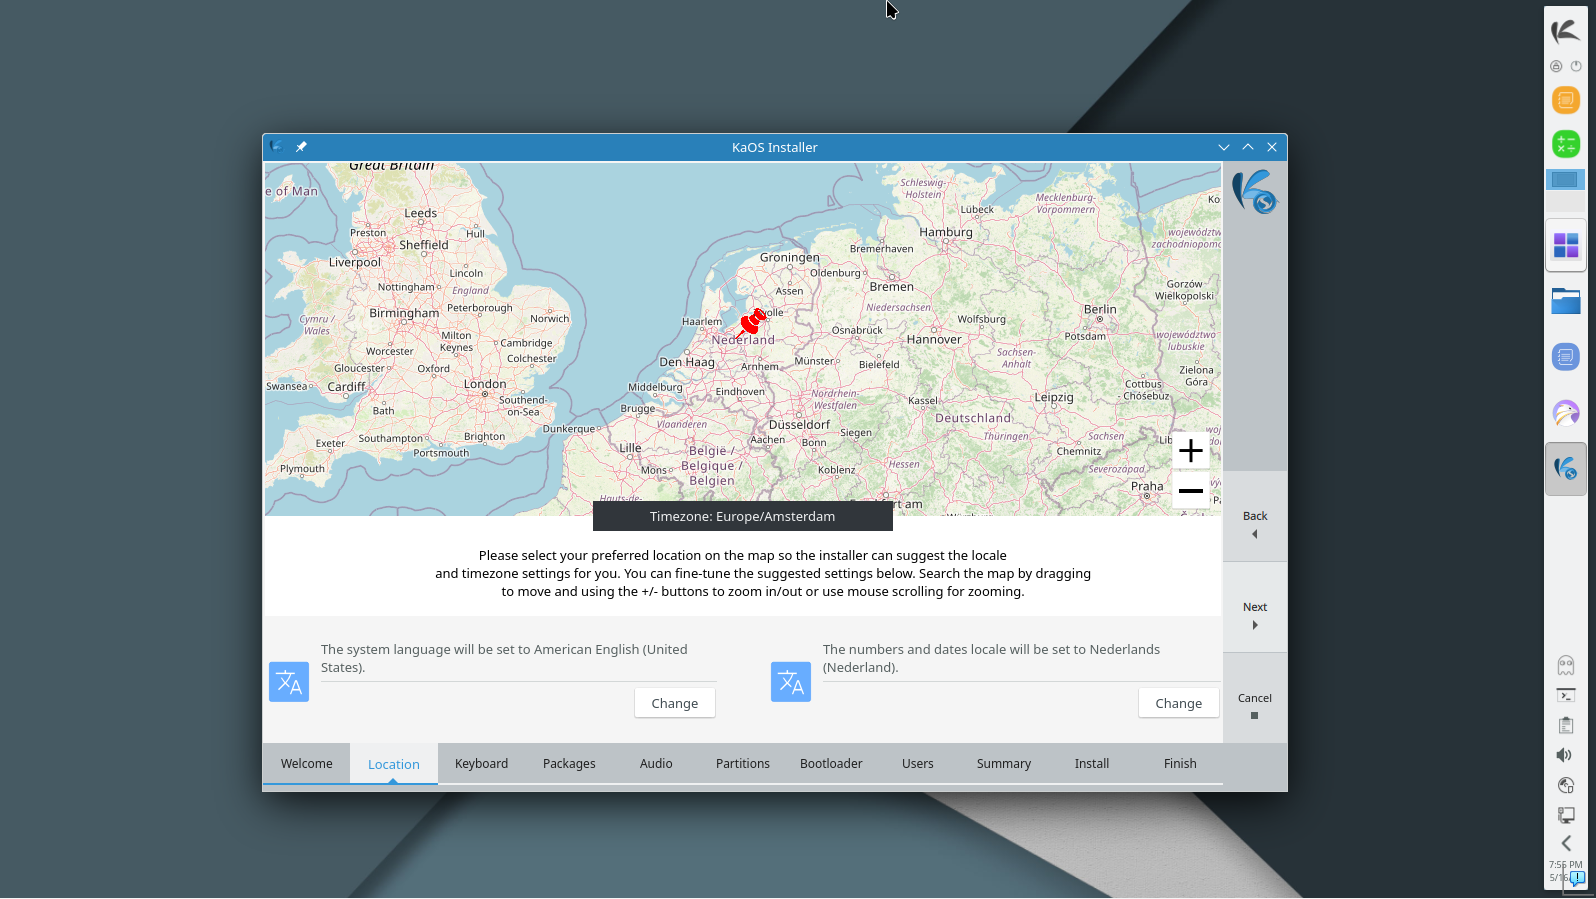 KaOS Installer
Great Britain
e of Man
Leeds
Preston
Hull
Sheffield
Liverpool
Lincoln
Nottingham
England
Peterborough
Birmingham
Norwich
Cymru /
Wales
Milton
Keynes
Cambridge
Worcester
Colchester
Gloucester
Oxford
Swansea
Cardiff
London
Southend-
on-Sea
Bath
Exeter
Southampton
Brighton
Portsmouth
Plymouth
Schleswig-
Holstein
Mecklenburg-
Vorpommern
Lübeck
Ko
Hamburg
Bremerhaven
Groningen
Oldenburg
Assen
Bremen
Gorzów
Wielkopolski
Niedersachsen
Berlin
Haarlem
olle
Wolfsburg
Osnabrück
Hannover
Potsdam
Nederland
województwo
lubuskie
Den Haag
Arnhem
Münster
Bielefeld
Sachsen-
Anhalt
Zielona
Góra
Middelburg
Eindhoven
Nordrhein-
Westfalen
Kassel
Leipzig
Cottbus
- Chóśebuz
Brugge
Vlaanderen
Düsseldorf
Deutschland
Dunkerque
Aachen
Siegen
Thüringen
Sachsen
Lille
Bonn
België /
Belgique /
Belgien
Chemnitz
Mons
Koblenz
Hessen
Severozápad
Praha
Hauts-de-
Timezone: Europe/Amsterdam
Please select your preferred location on the map so the installer can suggest the locale
and timezone settings for you. You can fine-tune the suggested settings below. Search the map by dragging
to move and using the +/- buttons to zoom in/out or use mouse scrolling for zooming.
The system language will be set to American English (United
States).
Change
The numbers and dates locale will be set to Nederlands
(Nederland).
Change
Back
Next
Cancel
Welcome
Location
Keyboard
Packages
Audio
Partitions
Bootloader
Users
Summary
Install
Finish
7:55 PM